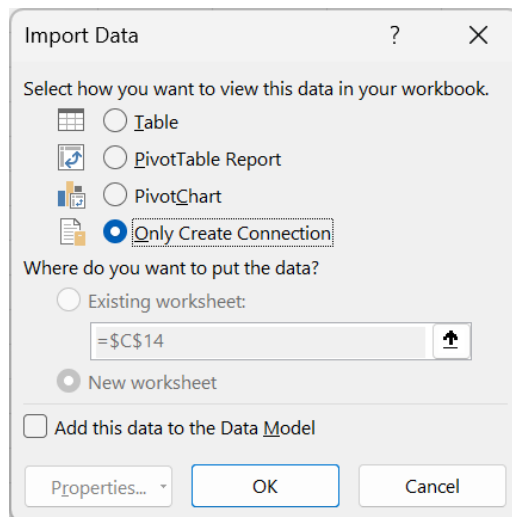 Import Data ?
Select how you want to view this data in your workbook.
Table
PivotTable Report
PivotChart
Only Create Connection
Where do you want to put the data?
Existing worksheet:
=$C$14
New worksheet
Add this data to the Data Model
Properties... OK Cancel